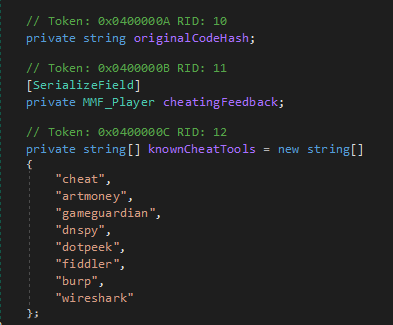 // Token: 0x0400000A RID: 10
private string originalCodeHash;
// Token: 0x0400000B RID: 11
[SerializeField]
private MMF_Player cheatingFeedback;
// Token: 0x0400000C RID: 12
private string[] knownCheatTools = new string[]
{
"cheat",
"artmoney",
"gameguardian",
"dnspy",
"dotpeek",
"fiddler",
"burp",
"wireshark"
};